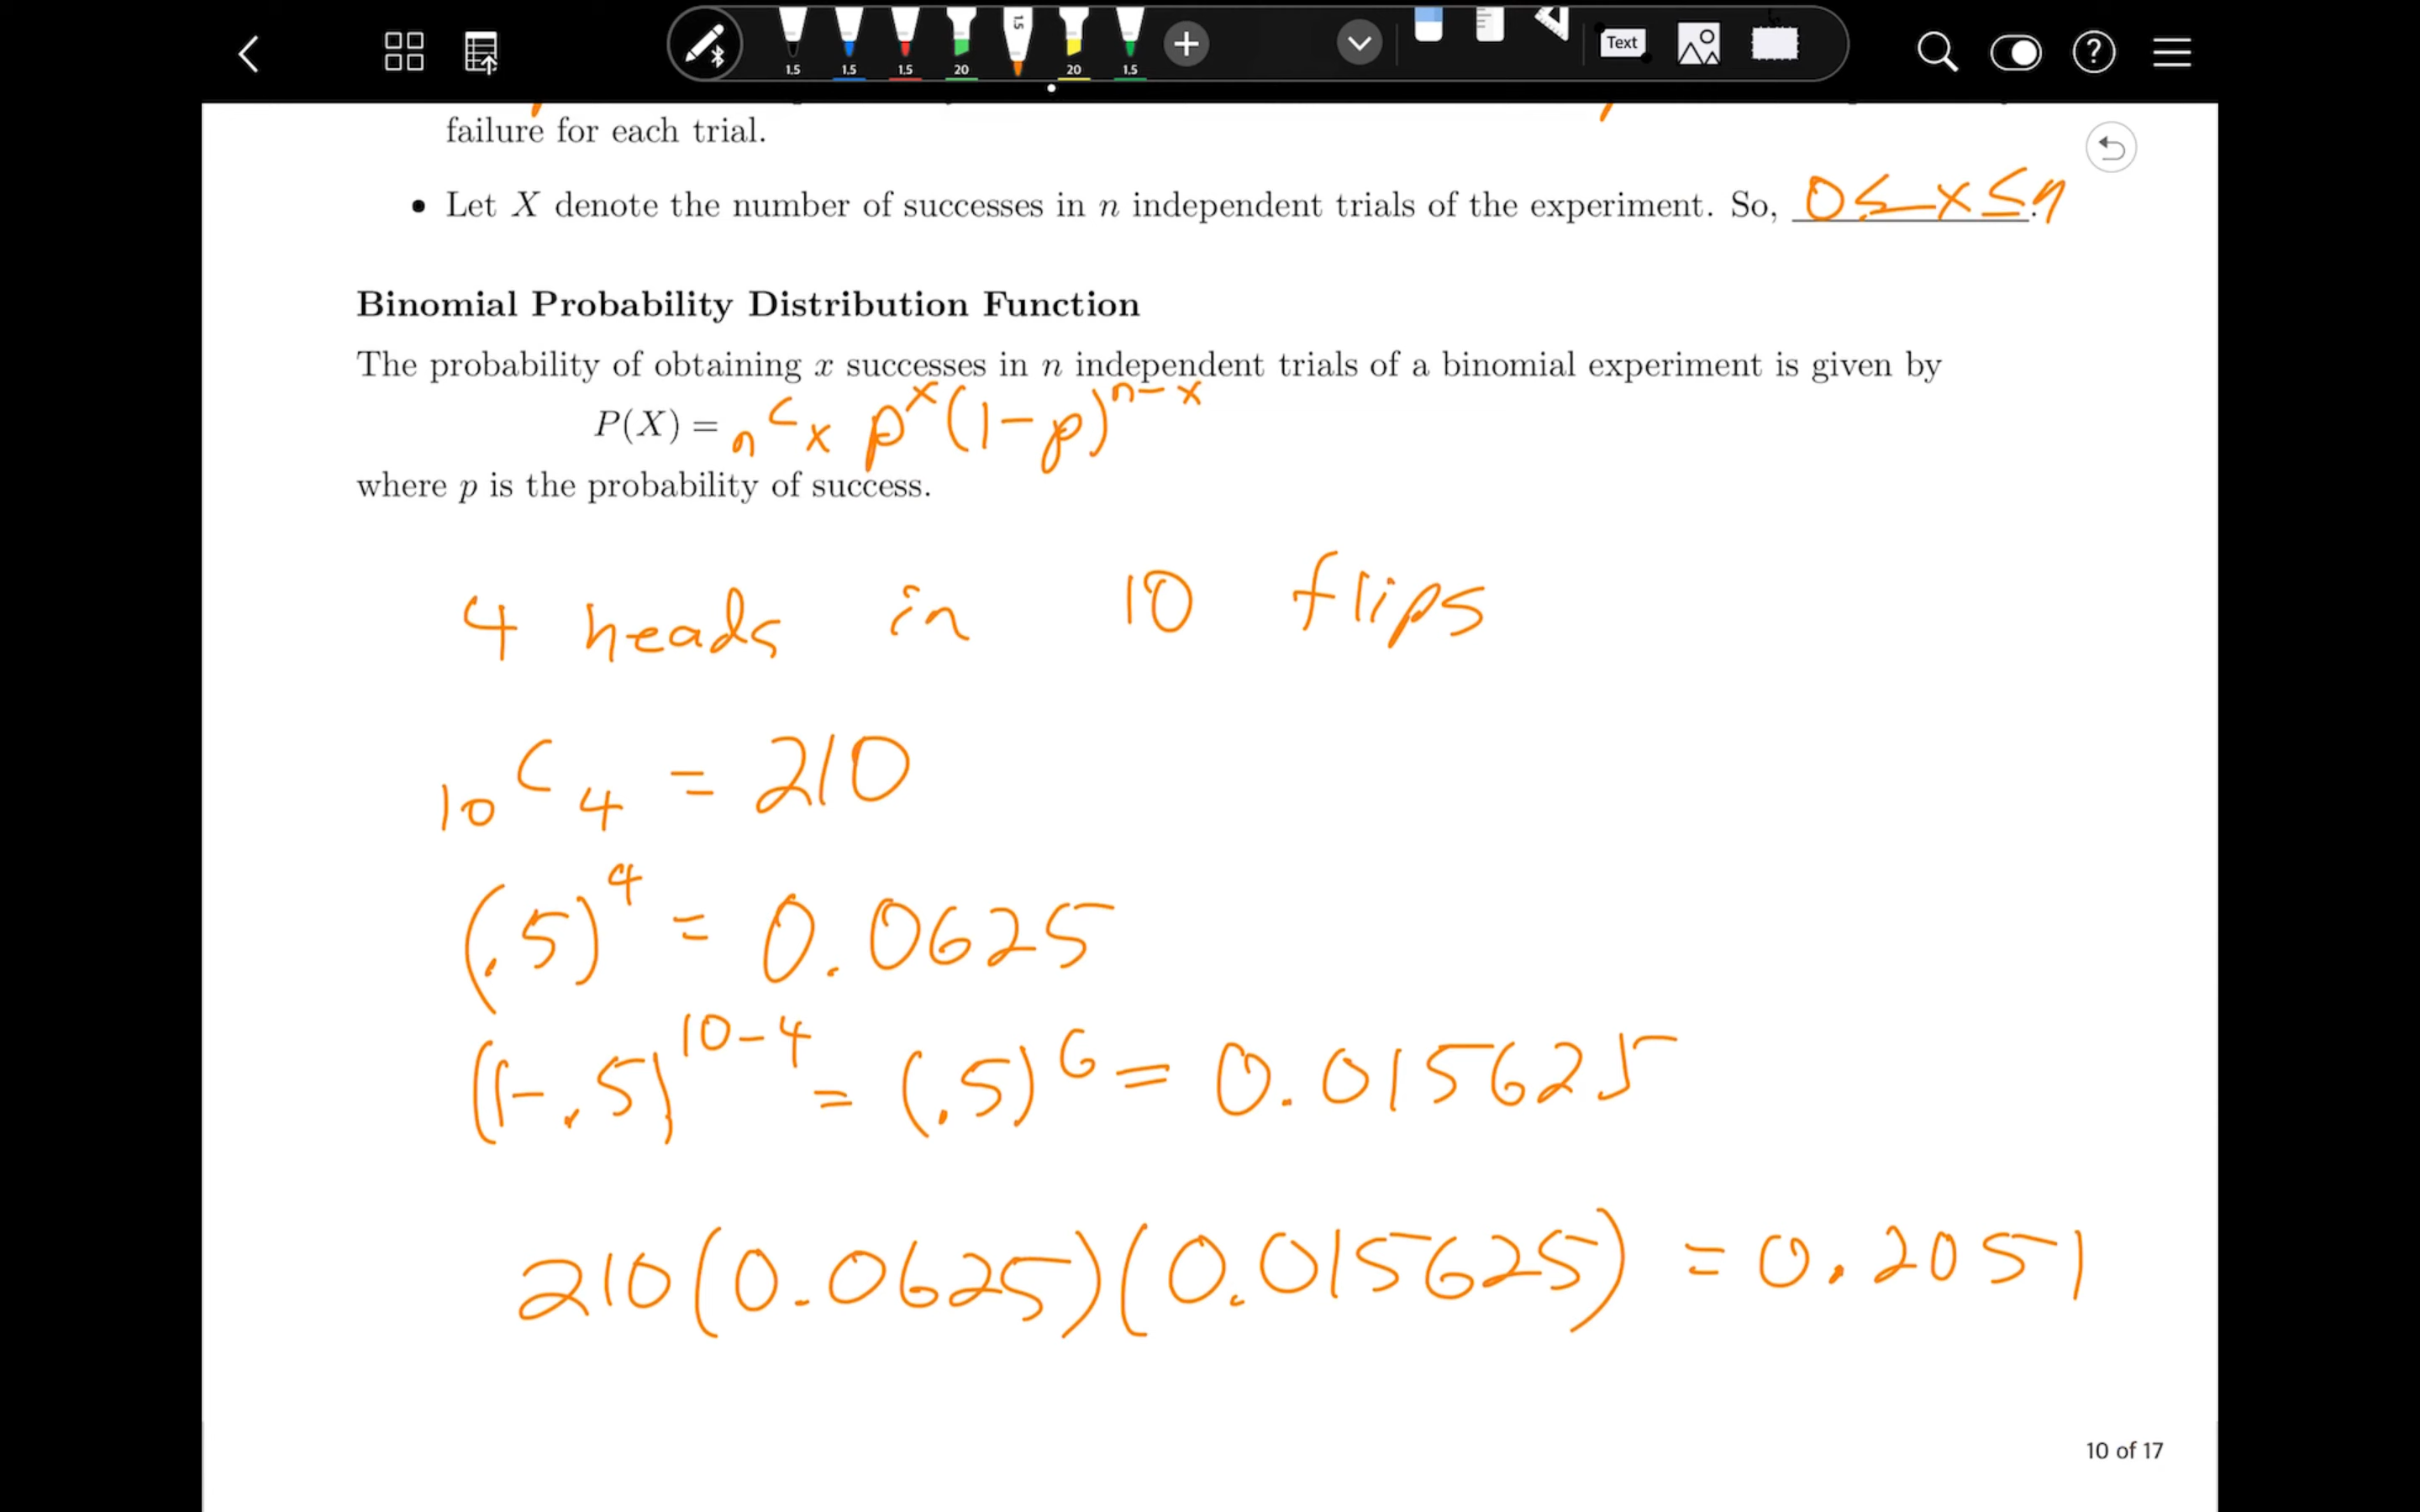 1.5 1.5 1.5 20 1.5 20 1.5 Text ?
failure for each trial.
• Let X denote the number of successes in n independent trials of the experiment. So, 0 ≤ x ≤ n.
Binomial Probability Distribution Function
The probability of obtaining x successes in n independent trials of a binomial experiment is given by
P(X) = ₙCₓ pˣ(1-p)ⁿ⁻ˣ
where p is the probability of success.
4 heads in 10 flips
₁₀C₄ = 210
(.5)⁴ = 0.0625
(1-.5)¹⁰⁻⁴ = (.5)⁶ = 0.015625
210(0.0625)(0.015625) = 0.2051
10 of 17